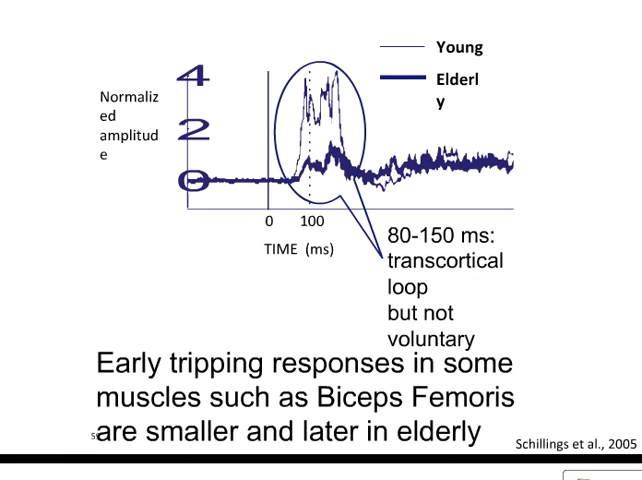 Young
Elderl
y
4
Normaliz
ed
amplitud
e
2
0
0 100
TIME (ms)
80-150 ms:
transcortical
loop
but not
voluntary
Early tripping responses in some
muscles such as Biceps Femoris
are smaller and later in elderly
Schillings et al., 2005